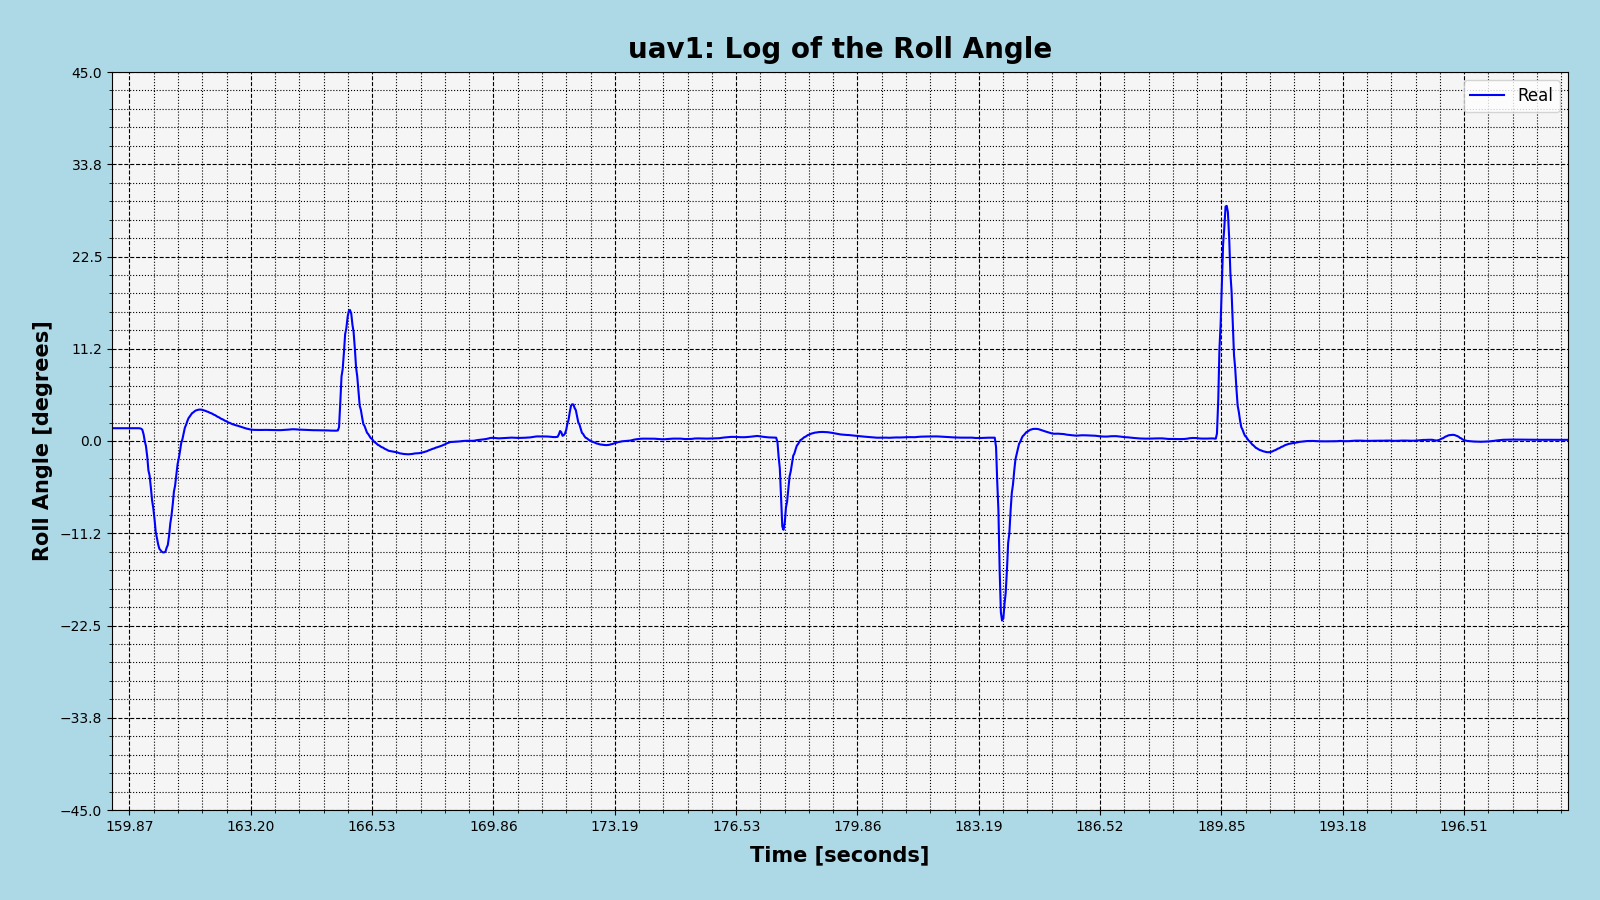 uav1: Log of the Roll Angle
Real
Roll Angle [degrees]
45.0
33.8
22.5
11.2
0.0
−11.2
−22.5
−33.8
−45.0
159.87 163.20 166.53 169.86 173.19 176.53 179.86 183.19 186.52 189.85 193.18 196.51
Time [seconds]